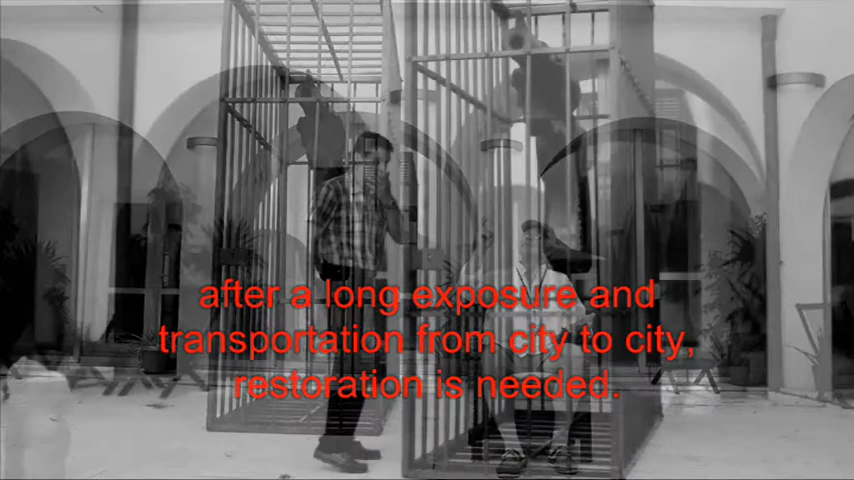 after a long exposure and
transportation from city to city,
restoration is needed.